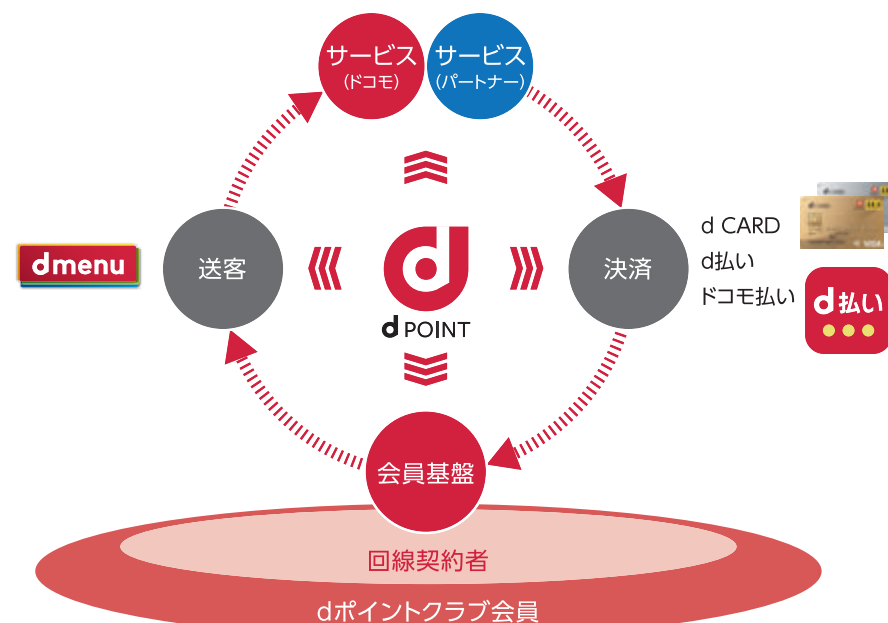 サービス
(ドコモ)
サービス
(パートナー)
dmenu
送客
d POINT
決済
d CARD
d払い
ドコモ払い
d払い
会員基盤
回線契約者
dポイントクラブ会員